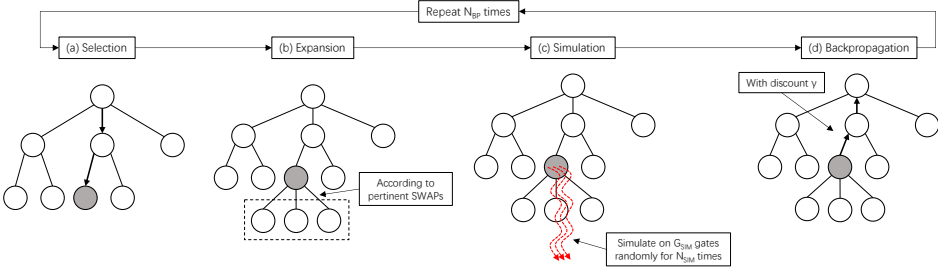 Repeat N_BP times
(a) Selection
(b) Expansion
(c) Simulation
(d) Backpropagation
With discount γ
According to
pertinent SWAPs
Simulate on G_SIM gates
randomly for N_SIM times